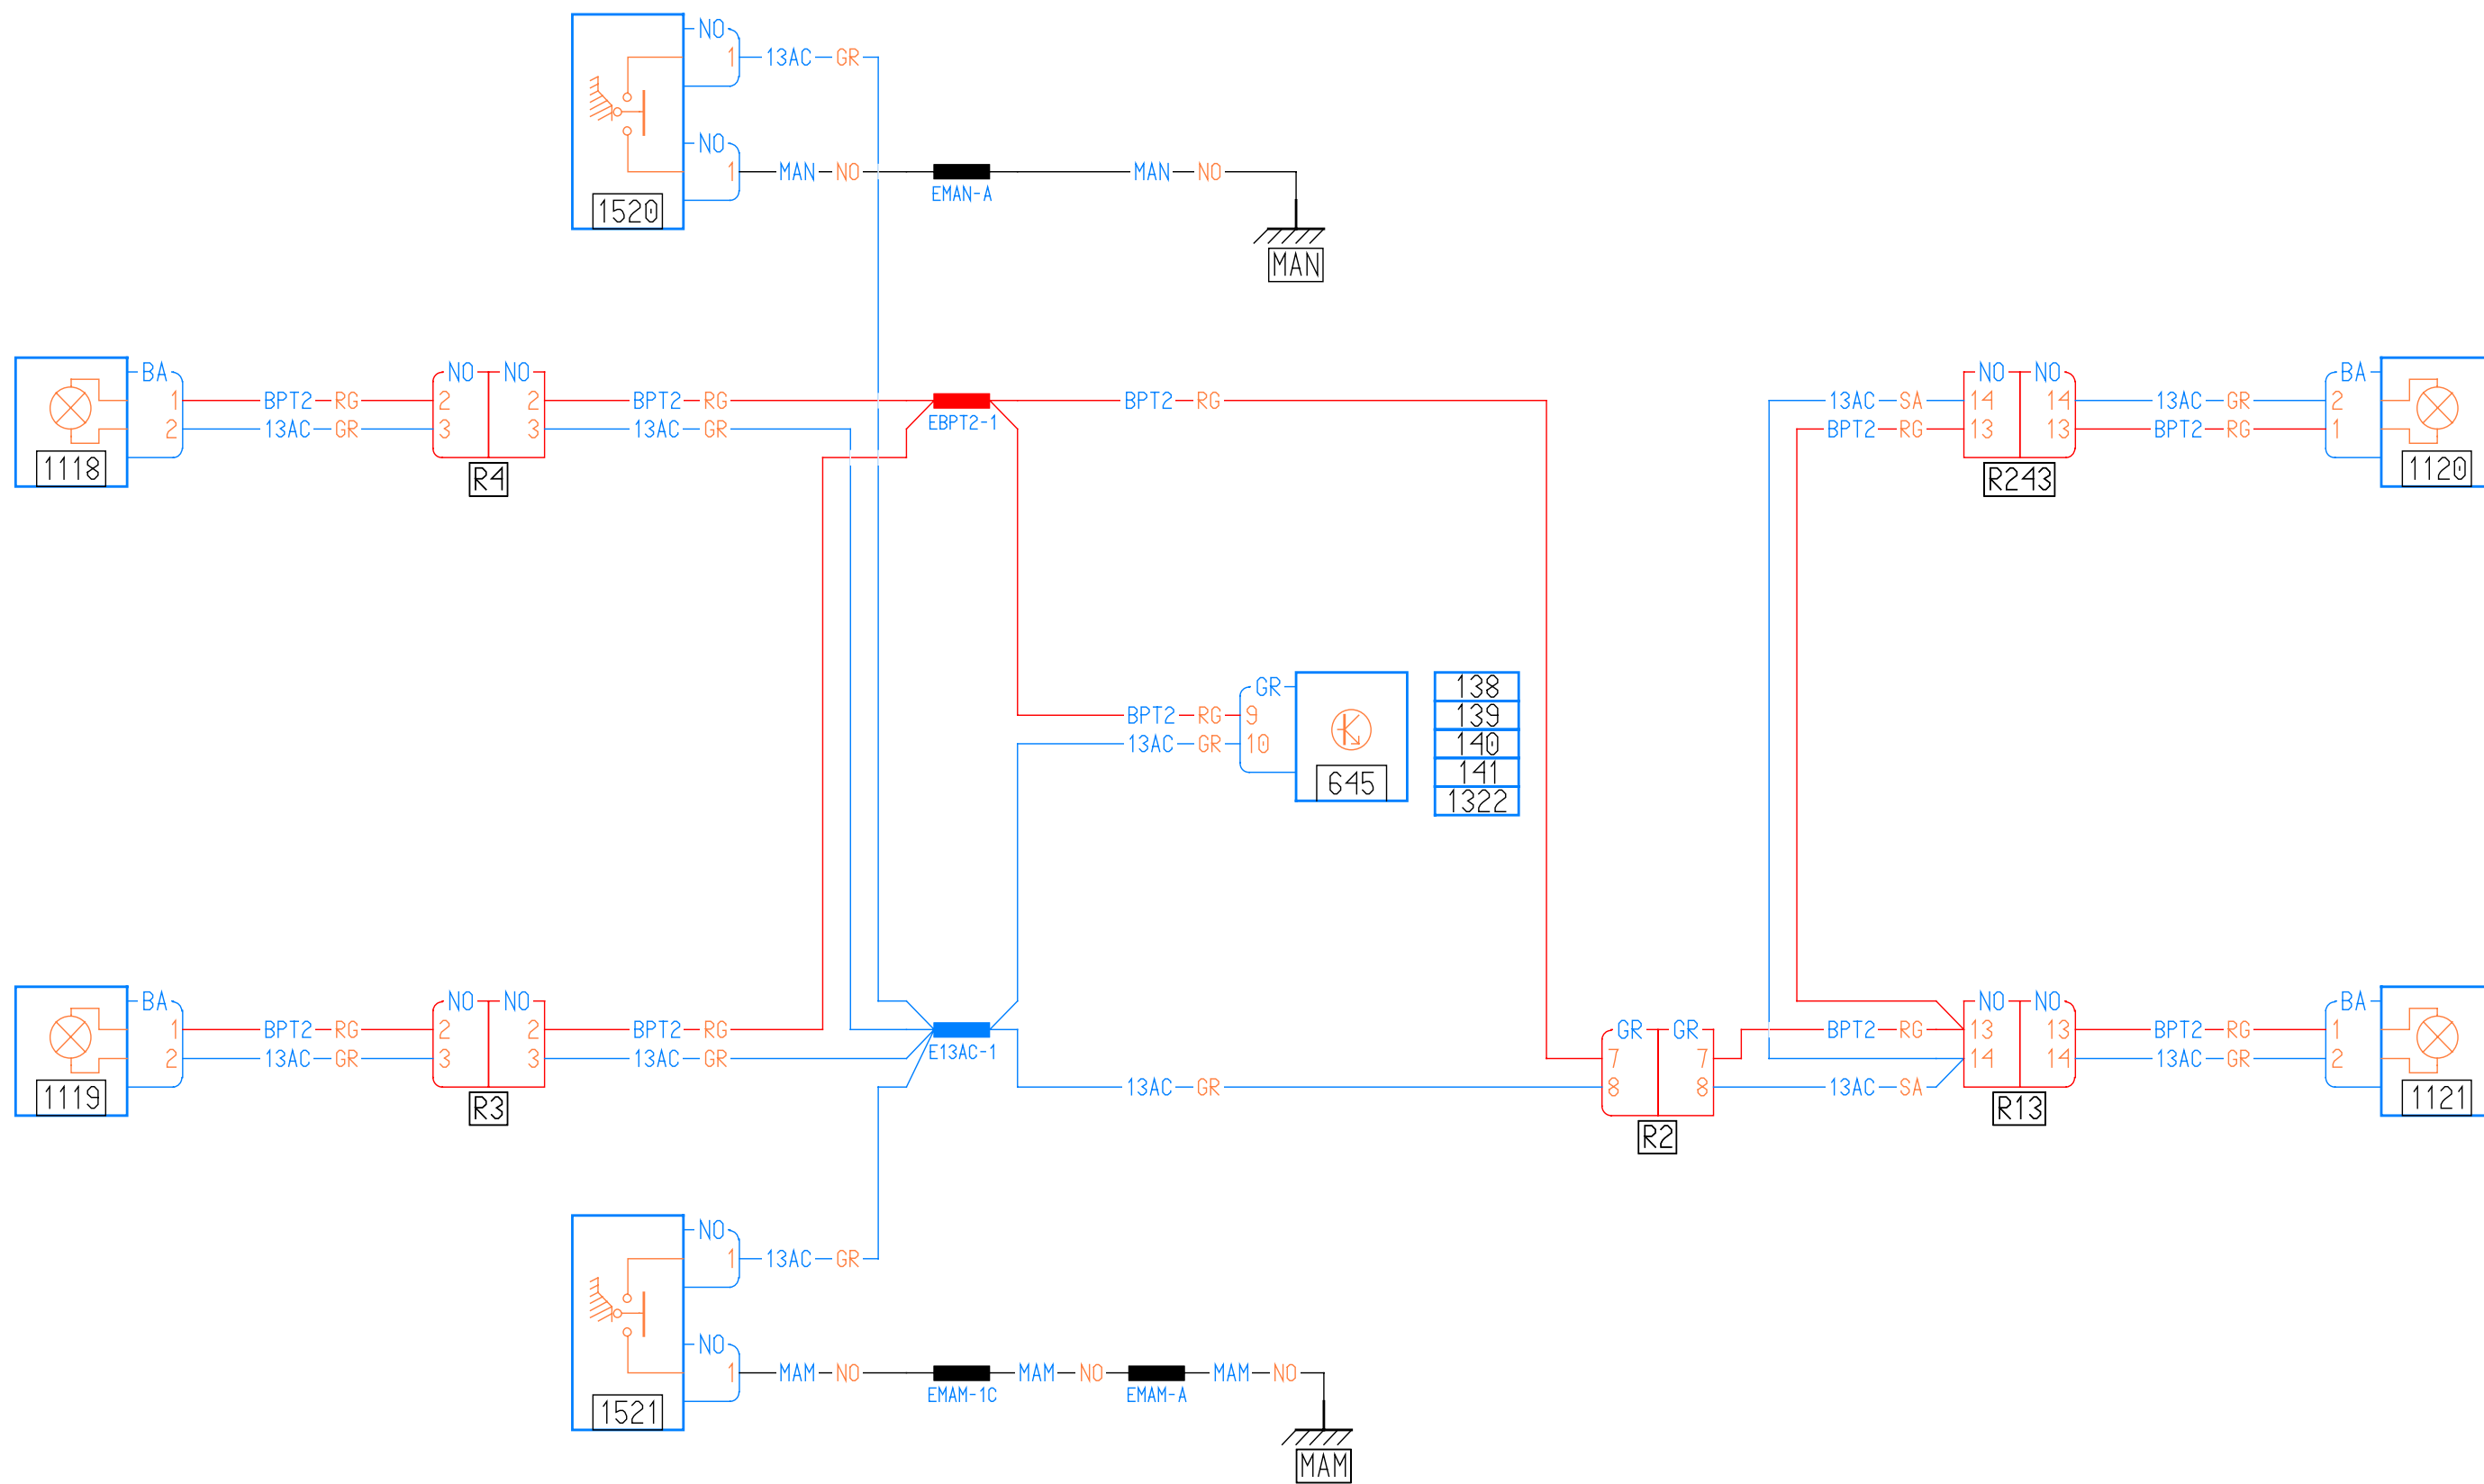 NO
1 13AC GR
NO
1 MAN NO MAN NO
EMAN-A
1520
MAN
BA NO NO NO NO BA
1 BPT2 RG 2 2 BPT2 RG BPT2 RG 13AC SA 14 14 13AC GR 2
2 13AC GR 3 3 13AC GR EBPT2-1 BPT2 RG 13 13 BPT2 RG 1
1118 R4 R243 1120
GR 138
BPT2 RG 9 139
13AC GR 10 140
645 141
1322
BA NO NO NO NO BA
1 BPT2 RG 2 2 BPT2 RG GR GR BPT2 RG 13 13 BPT2 RG 1
2 13AC GR 3 3 13AC GR E13AC-1 7 7 14 14 13AC GR 2
13AC GR 8 8 13AC SA
1119 R3 R2 R13 1121
NO
1 13AC GR
NO
1 MAM NO MAM NO MAM NO
EMAM-1C EMAM-A
1521
MAM